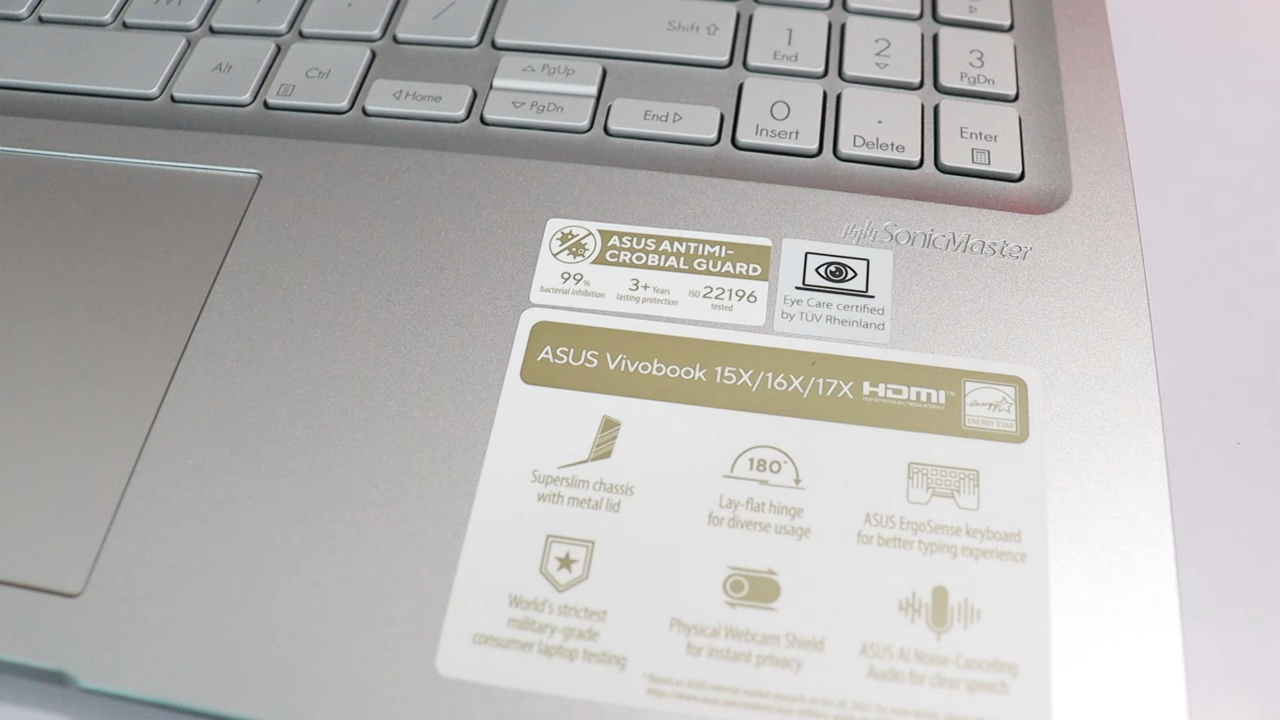 Shift
1
End
2
3
PgDn
Alt
Ctrl
Home
PgUp
PgDn
End
0
Insert
.
Delete
Enter
SonicMaster
ASUS ANTIMI-
CROBIAL GUARD
99%
bacterial inhibition
3+ Years
lasting protection
ISO 22196
tested
Eye Care certified
by TÜV Rheinland
ASUS Vivobook 15X/16X/17X HDMI™
energy
ENERGY STAR
Superslim chassis
with metal lid
180°
Lay-flat hinge
for diverse usage
ASUS ErgoSense keyboard
for better typing experience
World's strictest
military-grade
consumer laptop testing
Physical Webcam Shield
for instant privacy
ASUS AI Noise-Canceling
Audio for clear speech